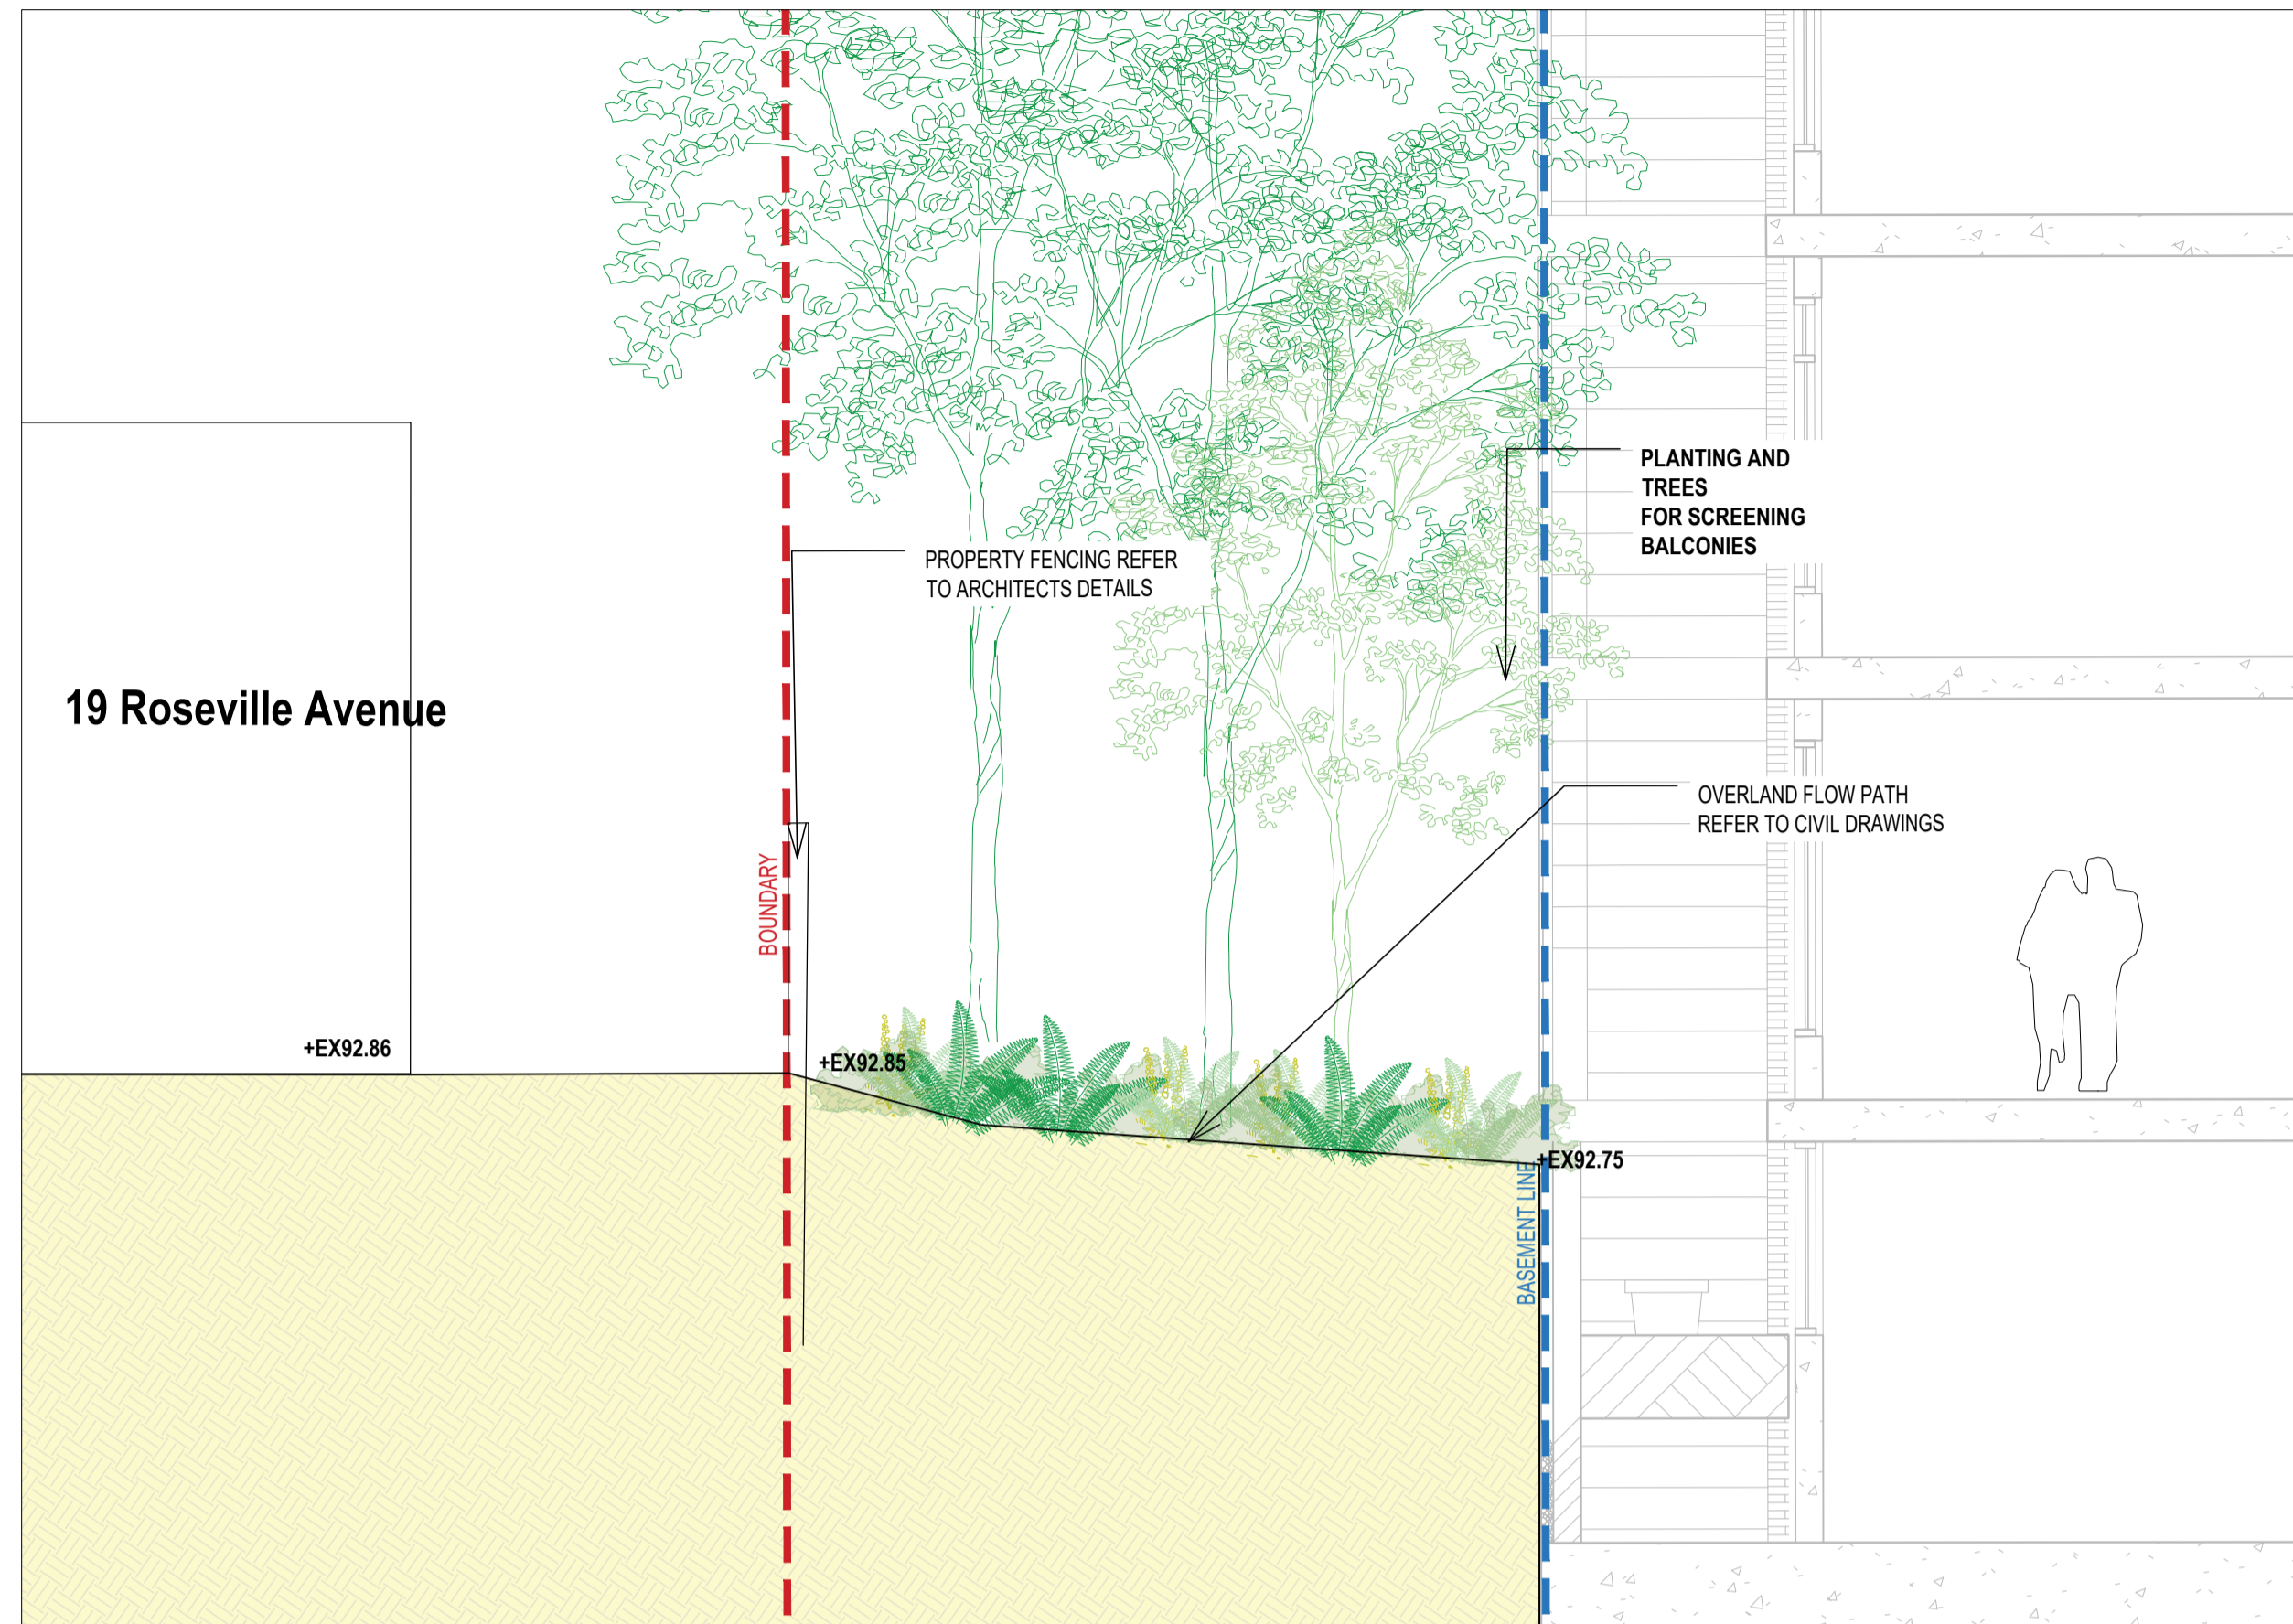 PLANTING AND
TREES
FOR SCREENING
BALCONIES
PROPERTY FENCING REFER
TO ARCHITECTS DETAILS
19 Roseville Avenue
OVERLAND FLOW PATH
REFER TO CIVIL DRAWINGS
BOUNDARY
+EX92.86
+EX92.85
+EX92.75
BASEMENT LINE